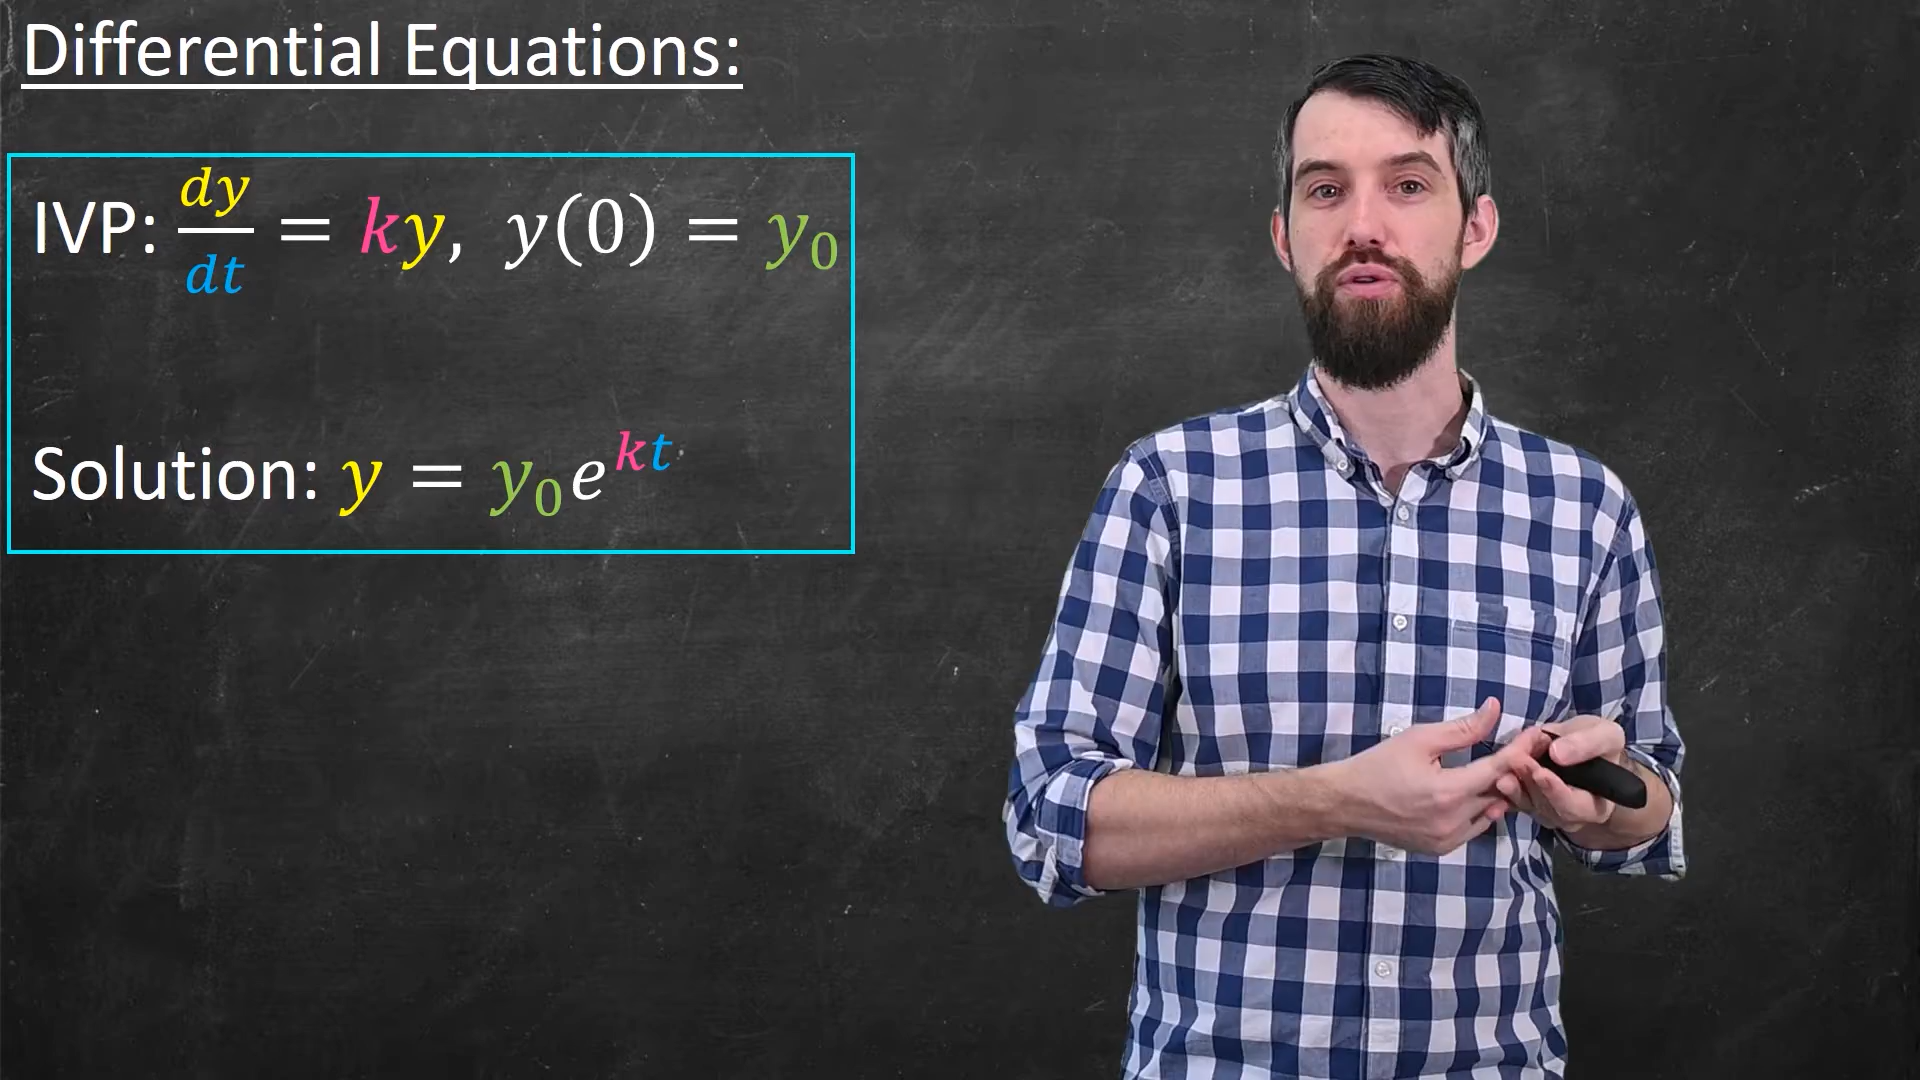 Differential Equations:
IVP: dy/dt = ky, y(0) = y₀
Solution: y = y₀e^{kt}